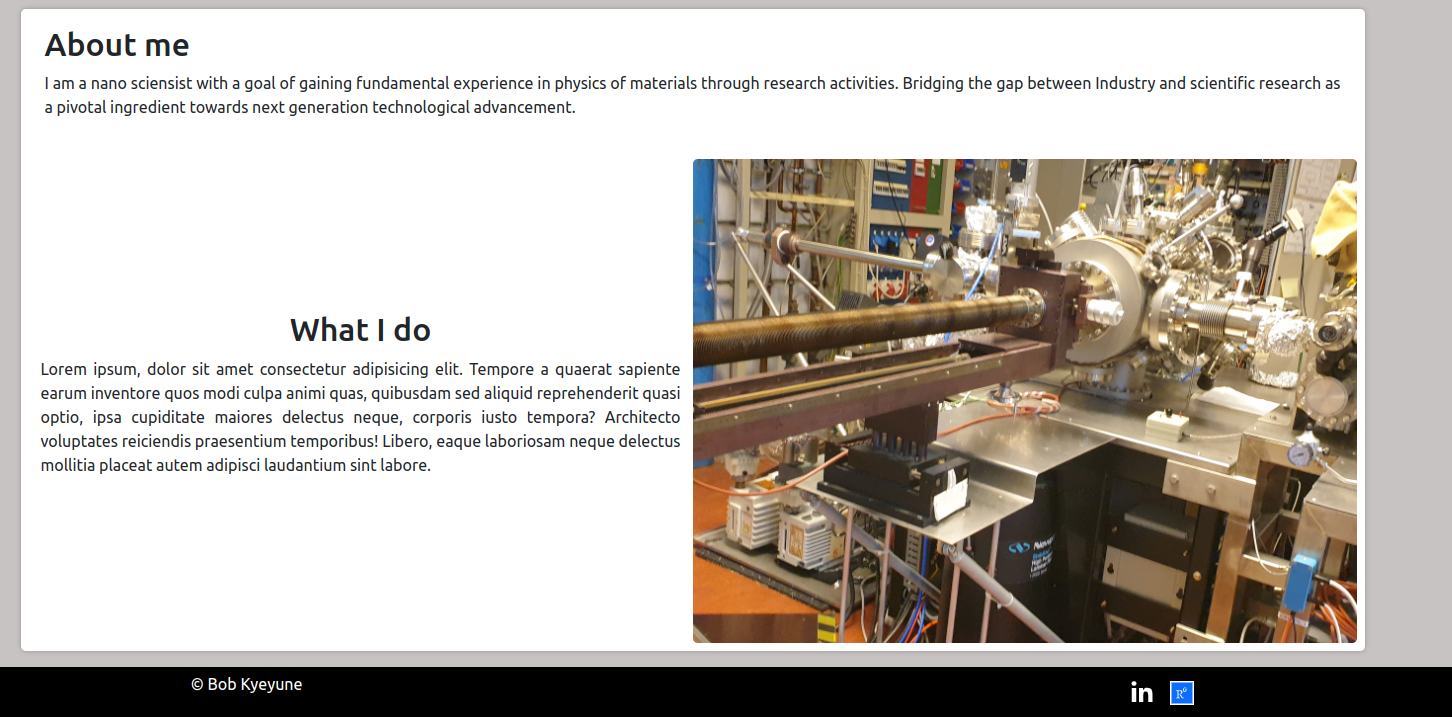 About me
I am a nano sciensist with a goal of gaining fundamental experience in physics of materials through research activities. Bridging the gap between Industry and scientific research as
a pivotal ingredient towards next generation technological advancement.
What I do
Lorem ipsum, dolor sit amet consectetur adipisicing elit. Tempore a quaerat sapiente
earum inventore quos modi culpa animi quas, quibusdam sed aliquid reprehenderit quasi
optio, ipsa cupiditate maiores delectus neque, corporis iusto tempora? Architecto
voluptates reiciendis praesentium temporibus! Libero, eaque laboriosam neque delectus
mollitia placeat autem adipisci laudantium sint labore.
© Bob Kyeyune
in
RG